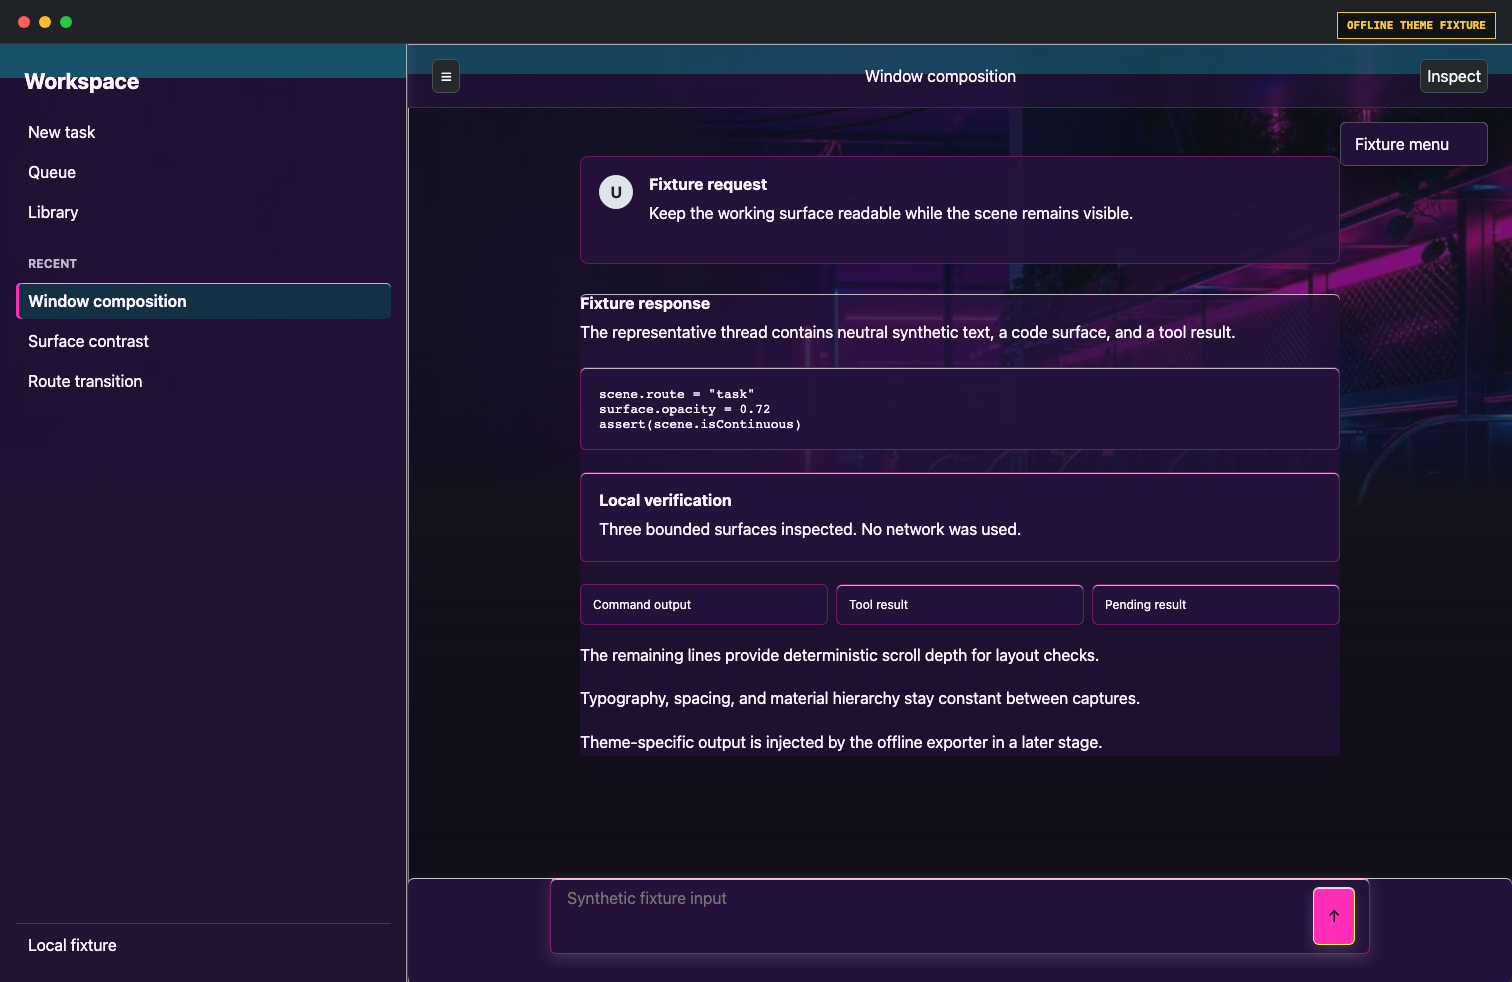 OFFLINE THEME FIXTURE
Workspace
New task
Queue
Library
RECENT
Window composition
Surface contrast
Route transition
Local fixture
Window composition
Inspect
Fixture menu
U
Fixture request
Keep the working surface readable while the scene remains visible.
Fixture response
The representative thread contains neutral synthetic text, a code surface, and a tool result.
scene.route = "task"
surface.opacity = 0.72
assert(scene.isContinuous)
Local verification
Three bounded surfaces inspected. No network was used.
Command output
Tool result
Pending result
The remaining lines provide deterministic scroll depth for layout checks.
Typography, spacing, and material hierarchy stay constant between captures.
Theme-specific output is injected by the offline exporter in a later stage.
Synthetic fixture input